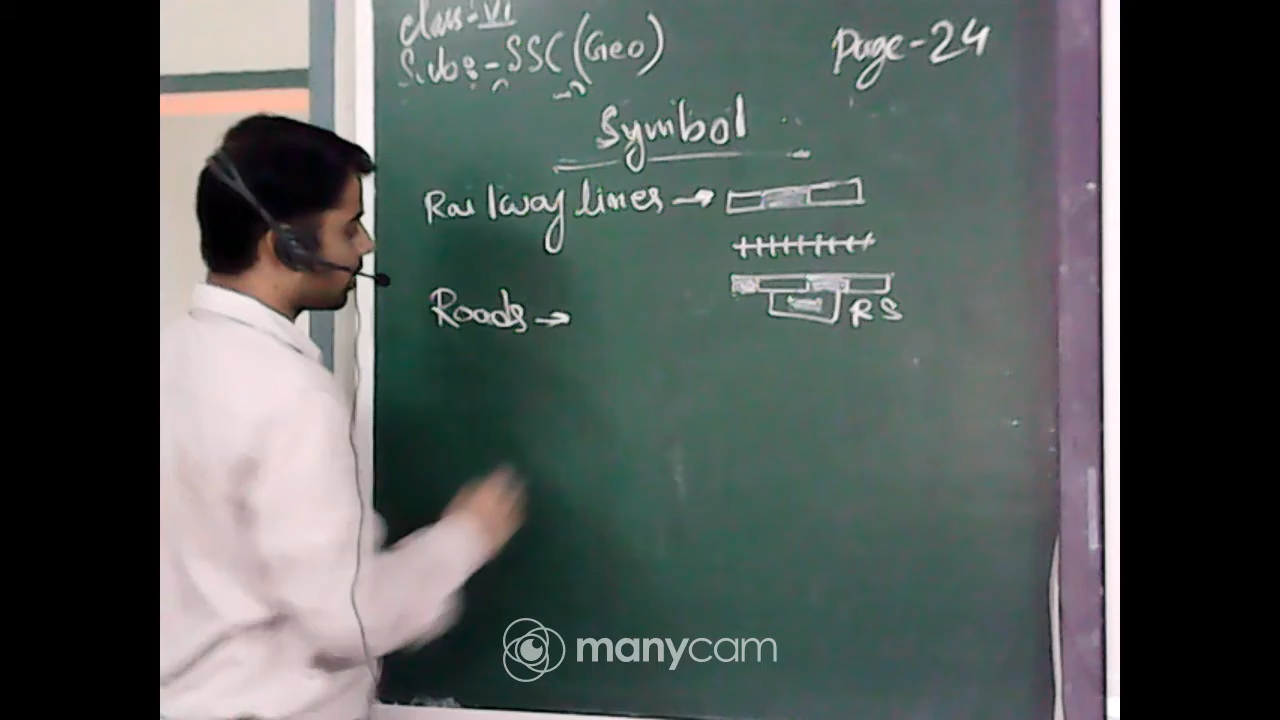 Class-VI
Sub:-SSC (Geo)
Page-24
Symbol
Railway lines →
Roads →
RS
manycam